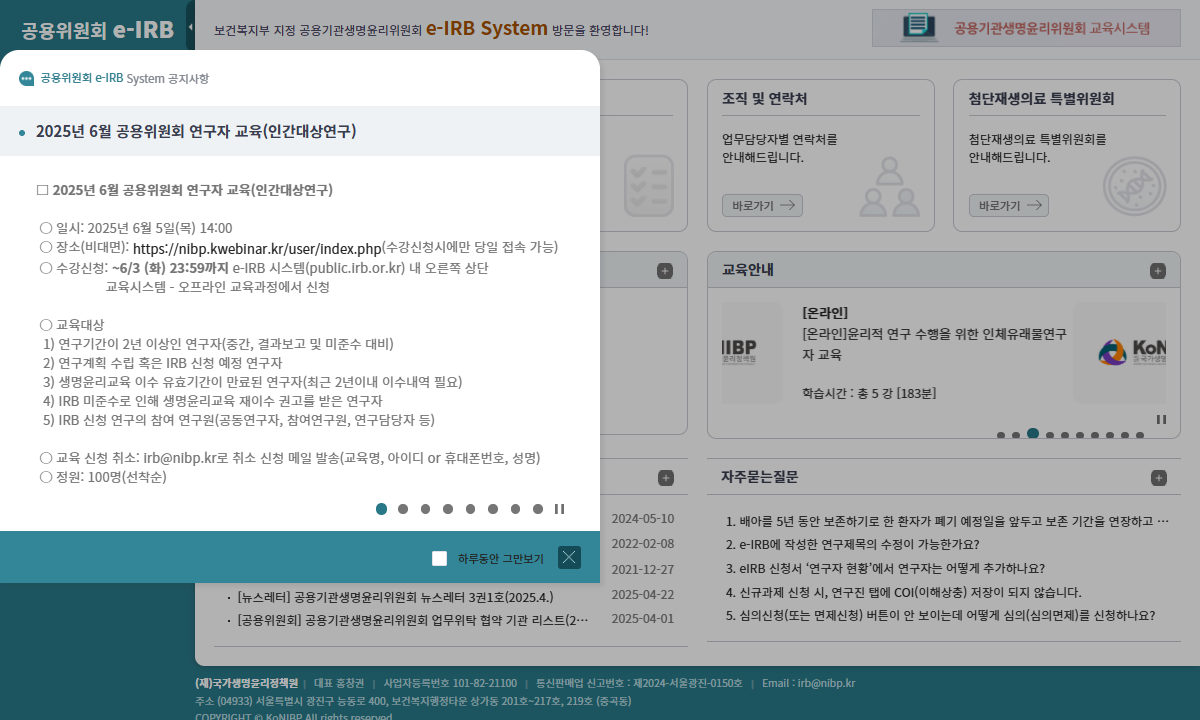 공용위원회 e-IRB
보건복지부 지정 공용기관생명윤리위원회 e-IRB System 방문을 환영합니다!
공용기관생명윤리위원회 교육시스템
공용위원회 e-IRB System 공지사항
2025년 6월 공용위원회 연구자 교육(인간대상연구)
□ 2025년 6월 공용위원회 연구자 교육(인간대상연구)
○ 일시: 2025년 6월 5일(목) 14:00
○ 장소(비대면): https://nibp.kwebinar.kr/user/index.php(수강신청시에만 당일 접속 가능)
○ 수강신청: ~6/3 (화) 23:59까지 e-IRB 시스템(public.irb.or.kr) 내 오른쪽 상단
교육시스템 - 오프라인 교육과정에서 신청
○ 교육대상
1) 연구기간이 2년 이상인 연구자(중간, 결과보고 및 미준수 대비)
2) 연구계획 수립 혹은 IRB 신청 예정 연구자
3) 생명윤리교육 이수 유효기간이 만료된 연구자(최근 2년이내 이수내역 필요)
4) IRB 미준수로 인해 생명윤리교육 재이수 권고를 받은 연구자
5) IRB 신청 연구의 참여 연구원(공동연구자, 참여연구원, 연구담당자 등)
○ 교육 신청 취소: irb@nibp.kr로 취소 신청 메일 발송(교육명, 아이디 or 휴대폰번호, 성명)
○ 정원: 100명(선착순)
하루동안 그만보기
조직 및 연락처
업무담당자별 연락처를
안내해드립니다.
바로가기
첨단재생의료 특별위원회
첨단재생의료 특별위원회를
안내해드립니다.
바로가기
교육안내
[온라인]
[온라인]윤리적 연구 수행을 위한 인체유래물연구
자 교육
학습시간 : 총 5 강 [183분]
NIBP
KoN
2024-05-10
2022-02-08
2021-12-27
· [뉴스레터] 공용기관생명윤리위원회 뉴스레터 3권1호(2025.4.) 2025-04-22
· [공용위원회] 공용기관생명윤리위원회 업무위탁 협약 기관 리스트(2⋯ 2025-04-01
자주묻는질문
1. 배아를 5년 동안 보존하기로 한 환자가 폐기 예정일을 앞두고 보존 기간을 연장하고 ⋯
2. e-IRB에 작성한 연구제목의 수정이 가능한가요?
3. eIRB 신청서 ‘연구자 현황’에서 연구자는 어떻게 추가하나요?
4. 신규과제 신청 시, 연구진 탭에 COI(이해상충) 저장이 되지 않습니다.
5. 심의신청(또는 면제신청) 버튼이 안 보이는데 어떻게 심의(심의면제)를 신청하나요?
(재)국가생명윤리정책원 | 대표 홍창권 | 사업자등록번호 101-82-21100 | 통신판매업 신고번호 : 제2024-서울광진-0150호 | Email : irb@nibp.kr
주소 (04933) 서울특별시 광진구 능동로 400, 보건복지행정타운 상가동 201호~217호, 219호 (중곡동)
COPYRIGHT © KoNIBP All rights reserved.